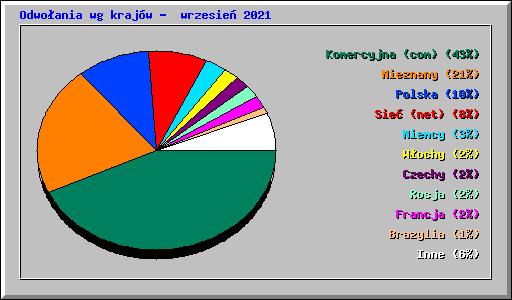 Odwołania wg krajów - wrzesień 2021
Komercyjna (com) (43%)
Nieznany (21%)
Polska (10%)
Sieć (net) (8%)
Niemcy (3%)
Włochy (2%)
Czechy (2%)
Rosja (2%)
Francja (2%)
Brazylia (1%)
Inne (6%)